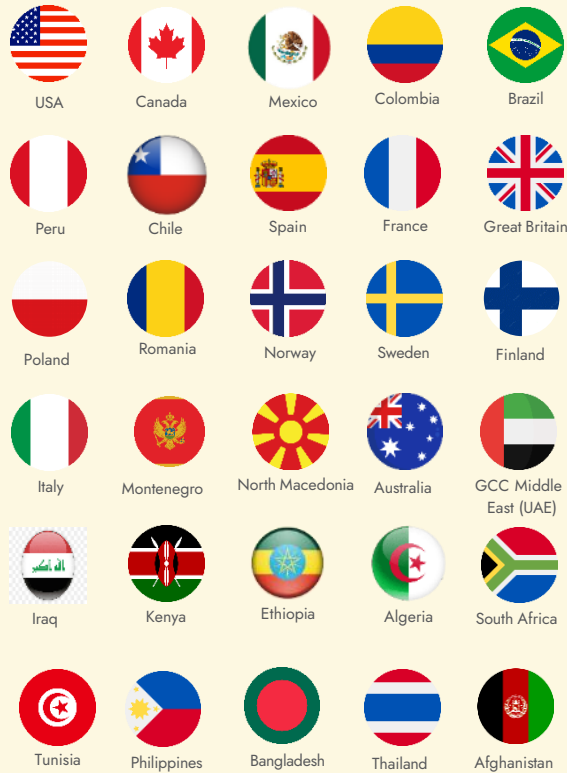 USA
Canada
Mexico
Colombia
Brazil
Peru
Chile
Spain
France
Great Britain
Poland
Romania
Norway
Sweden
Finland
Italy
Montenegro
North Macedonia
Australia
GCC Middle
East (UAE)
Iraq
Kenya
Ethiopia
Algeria
South Africa
Tunisia
Philippines
Bangladesh
Thailand
Afghanistan